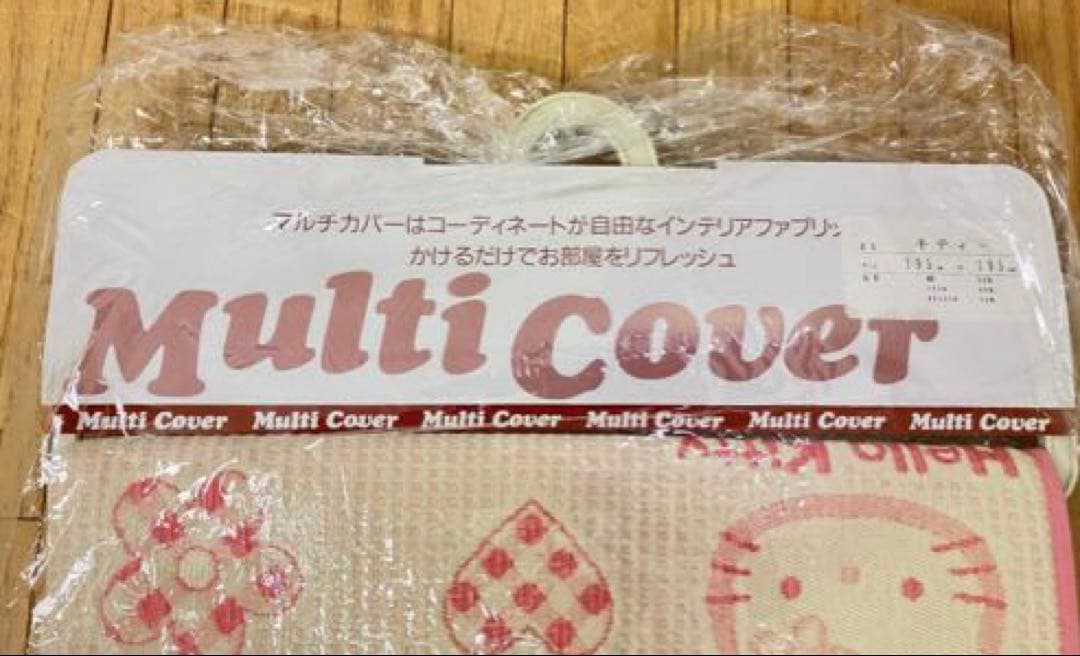 マルチカバーはコーディネートが自由なインテリアファブリッ
かけるだけでお部屋をリフレッシュ
キティー
195 195
Multi Cover
Multi Cover Multi Cover Multi Cover Multi Cover Multi Cover Multi Cover
Hello Kitty